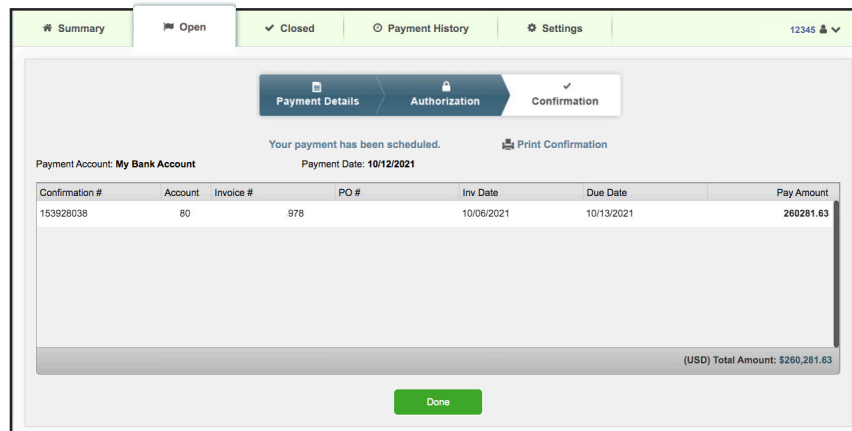 Summary Open Closed Payment History Settings 12345
Payment Details Authorization Confirmation
Your payment has been scheduled. Print Confirmation
Payment Account: My Bank Account Payment Date: 10/12/2021
Confirmation # Account Invoice # PO # Inv Date Due Date Pay Amount
153928038 80 978 10/06/2021 10/13/2021 260281.63
(USD) Total Amount: $260,281.63
Done